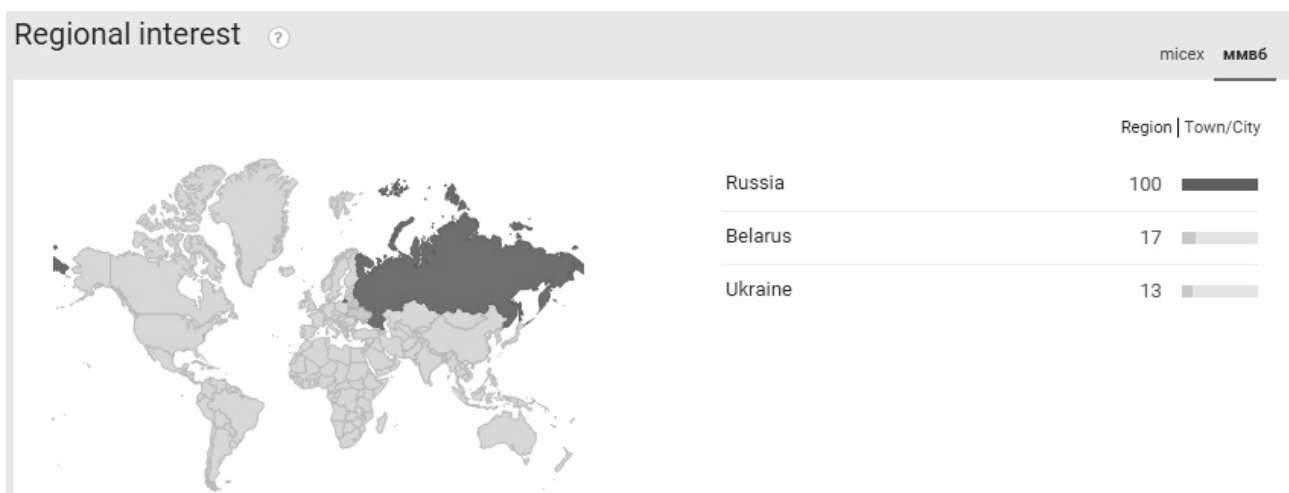 Regional interest ?
micex ммвб
Region | Town/City
Russia 100
Belarus 17
Ukraine 13